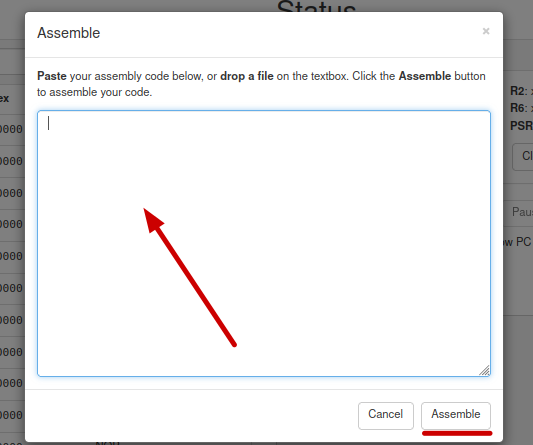 Status
Assemble
×
Paste your assembly code below, or drop a file on the textbox. Click the Assemble button
to assemble your code.
ex
R2:
R6:
PSR
0000
0000
0000
0000
0000
0000
0000
0000
0000
0000
Paus
ow PC
Cancel
Assemble